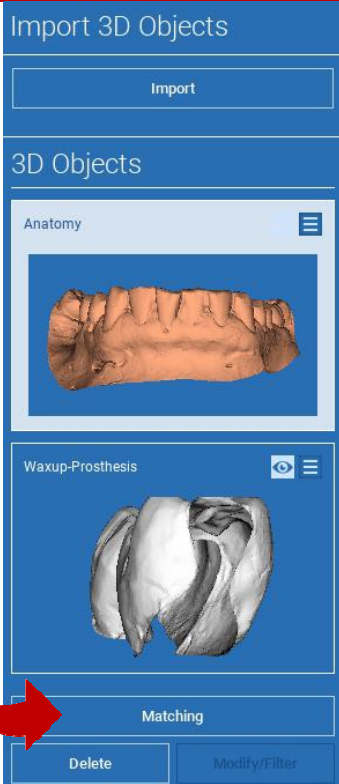 Import 3D Objects
Import
3D Objects
Anatomy
Waxup-Prosthesis
Matching
Delete Modify/Filter